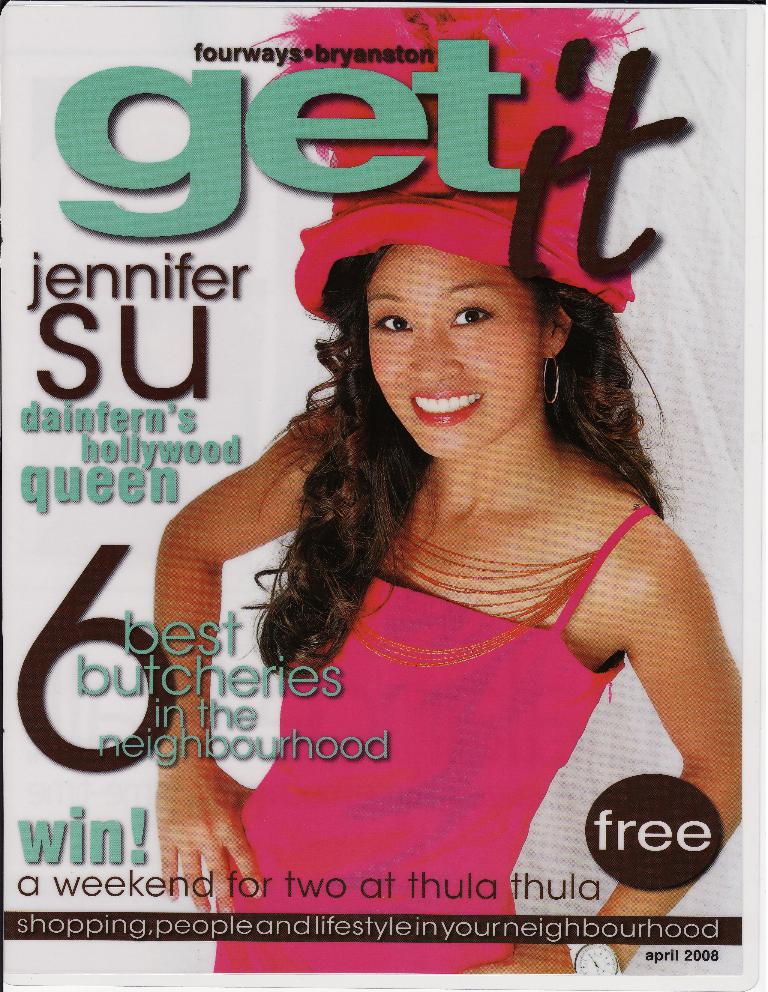 fourways•bryanston
get it
jennifer
su
dainfern's
hollywood
queen
6
best
butcheries
in the
neighbourhood
win!
a weekend for two at thula thula
free
shopping, people and lifestyle in your neighbourhood
april 2008